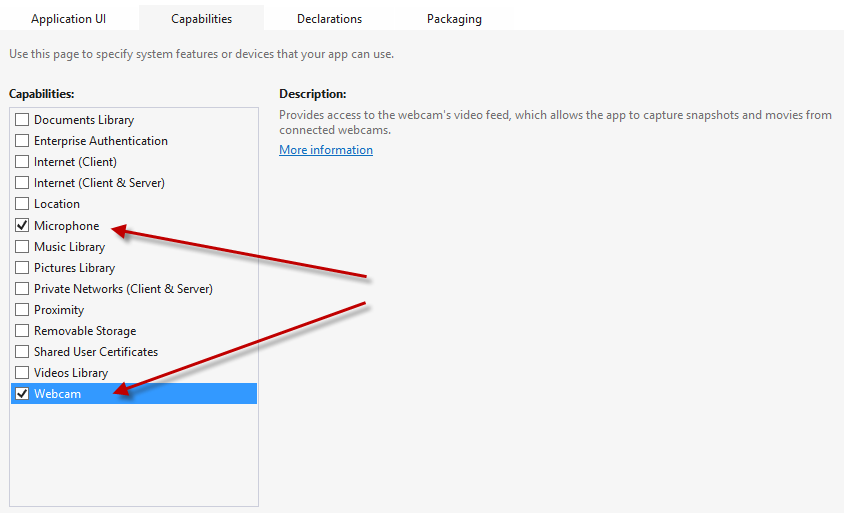 Application UI
Capabilities
Declarations
Packaging
Use this page to specify system features or devices that your app can use.
Capabilities:
Documents Library
Enterprise Authentication
Internet (Client)
Internet (Client & Server)
Location
Microphone
Music Library
Pictures Library
Private Networks (Client & Server)
Proximity
Removable Storage
Shared User Certificates
Videos Library
Webcam
Description:
Provides access to the webcam's video feed, which allows the app to capture snapshots and movies from
connected webcams.
More information